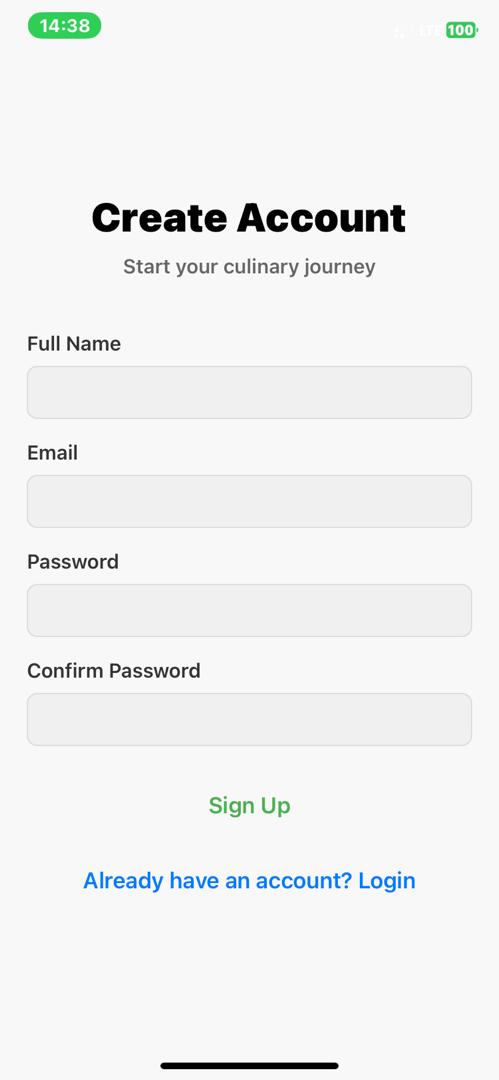 14:38
LTE 100
Create Account
Start your culinary journey
Full Name
Email
Password
Confirm Password
Sign Up
Already have an account? Login